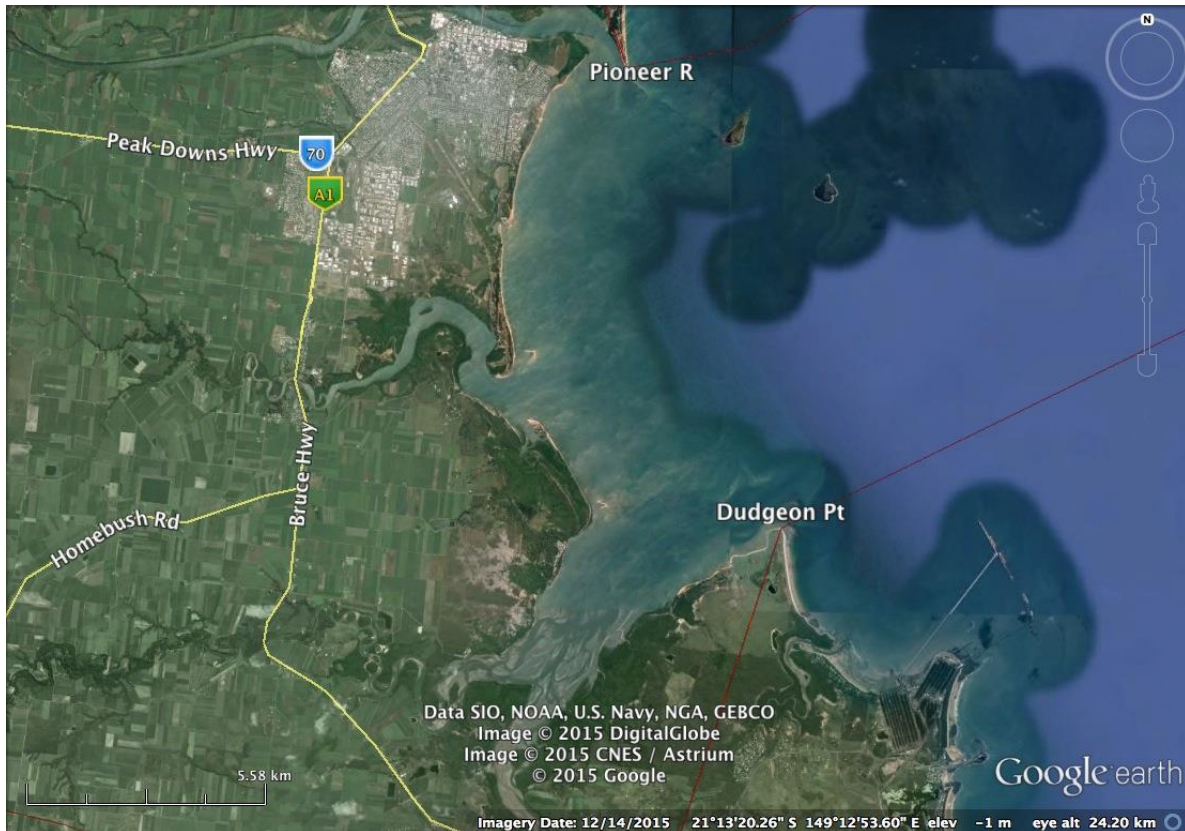 N
Pioneer R
Peak Downs Hwy
70
A1
Bruce Hwy
Dudgeon Pt
Homebush Rd
Data SIO, NOAA, U.S. Navy, NGA, GEBCO
Image © 2015 DigitalGlobe
Image © 2015 CNES / Astrium
© 2015 Google
Google earth
5.58 km
Imagery Date: 12/14/2015 21°13'20.26" S 149°12'53.60" E elev -1 m eye alt 24.20 km